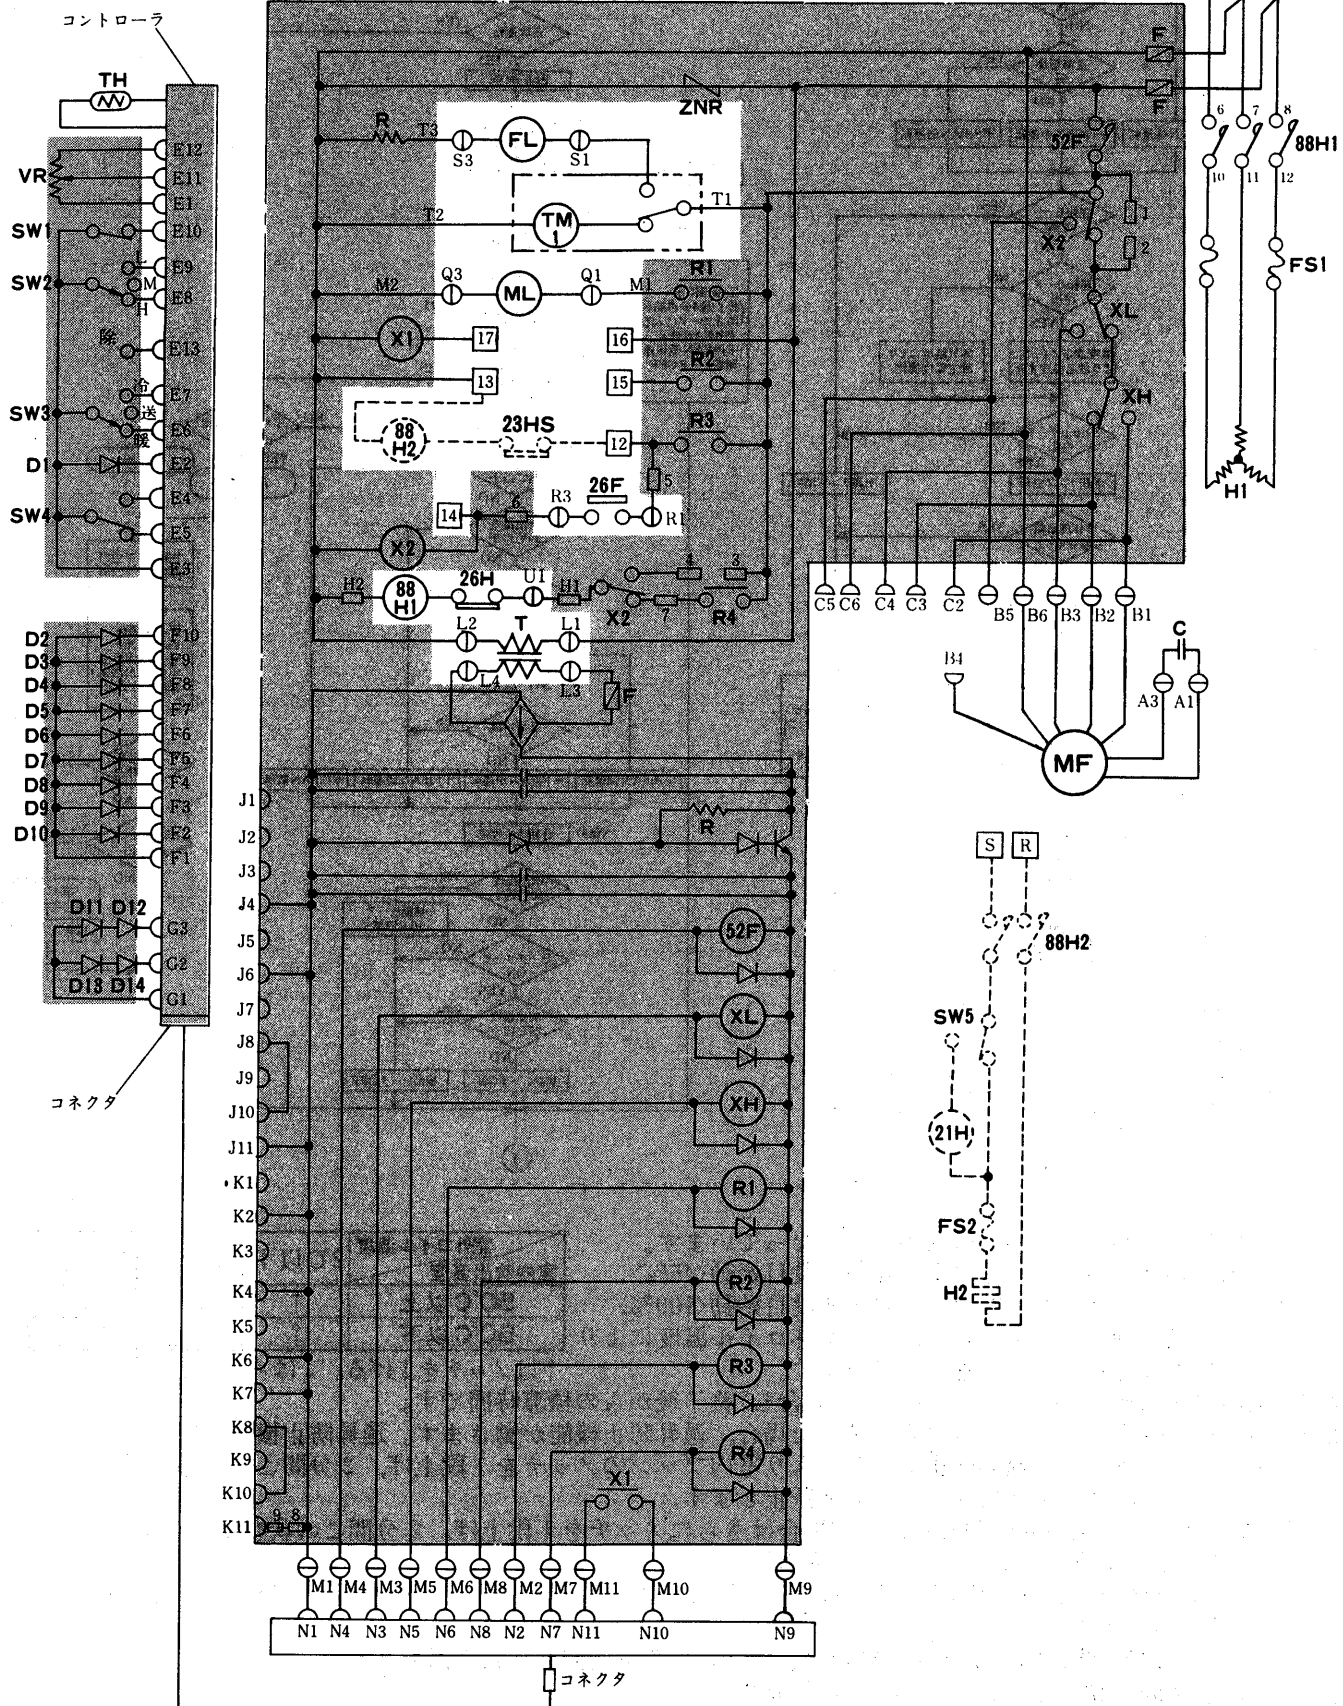 コントローラ
TH
E12
VR
E11
E1
SW1
E10
L
E9
SW2
M
E8
H
除
E13
冷
E7
SW3
送
E6
暖
D1
E2
E4
SW4
E5
E3
D2
F10
D3
F9
D4
F8
D5
F7
D6
F6
D7
F5
D8
F4
D9
F3
D10
F2
F1
D11 D12
G3
G2
D13 D14
G1
コネクタ
F
ZNR
F
R
T3
S3
FL
S1
52F
T2
TM
1
T1
X2
1
2
M2
Q3
ML
Q1
M1
R1
X1
17
16
XL
13
15
R2
XH
88
H2
23HS
12
R3
5
14
6
R3
26F
R1
X2
H2
88
H1
26H
U1
H1
X2
4
3
7
R4
L2
T
L1
L4
L3
F
6
7
8
88H1
10
11
12
FS1
H1
C5
C6
C4
C3
C2
B5
B6
B3
B2
B1
B4
C
A3
A1
MF
J1
J2
R
J3
J4
J5
52F
J6
J7
XL
J8
J9
J10
XH
J11
K1
R1
K2
K3
K4
R2
K5
K6
R3
K7
K8
K9
R4
K10
X1
K11
9
8
M1
M4
M3
M5
M6
M8
M2
M7
M11
M10
M9
N1
N4
N3
N5
N6
N8
N2
N7
N11
N10
N9
コネクタ
S
R
88H2
SW5
21H
FS2
H2